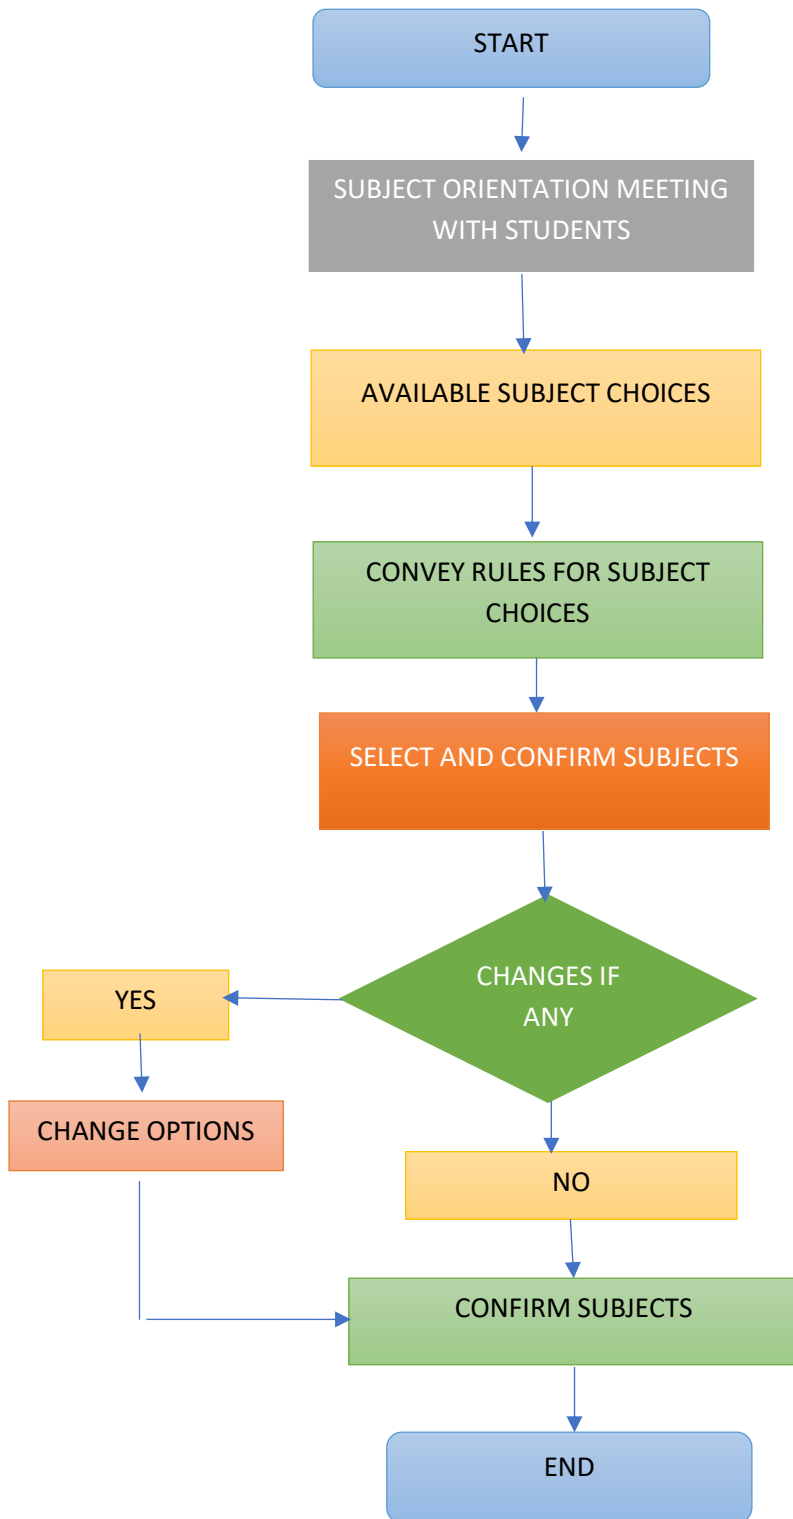 START
SUBJECT ORIENTATION MEETING
WITH STUDENTS
AVAILABLE SUBJECT CHOICES
CONVEY RULES FOR SUBJECT
CHOICES
SELECT AND CONFIRM SUBJECTS
CHANGES IF
ANY
YES
CHANGE OPTIONS
NO
CONFIRM SUBJECTS
END